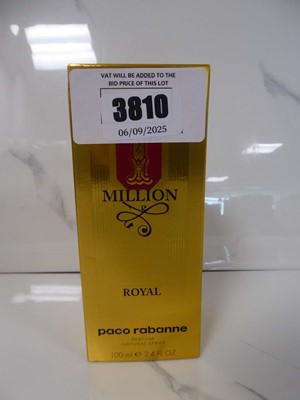 VAT WILL BE ADDED TO THE
BID PRICE OF THIS LOT
3810
06/09/2025
1
MILLION
ROYAL
paco rabanne
PARFUM
NATURAL SPRAY
100 ml e 3.4 FL OZ